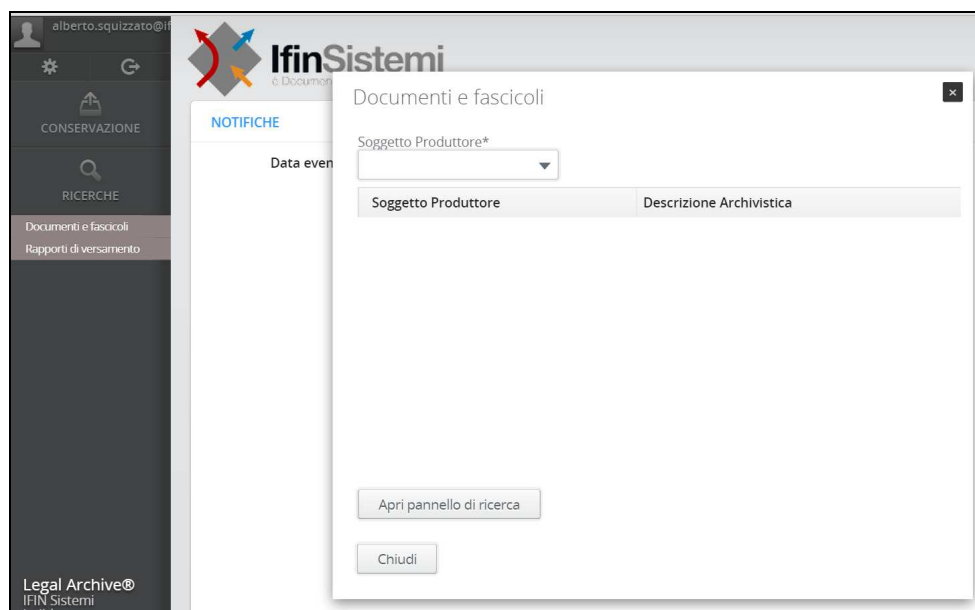 alberto.squizzato@if
CONSERVAZIONE
RICERCHE
Documenti e fascicoli
Rapporti di versamento
Legal Archive®
IFIN Sistemi
IfinSistemi
è Documen
NOTIFICHE
Data even
Documenti e fascicoli
Soggetto Produttore*
Soggetto Produttore Descrizione Archivistica
Apri pannello di ricerca
Chiudi